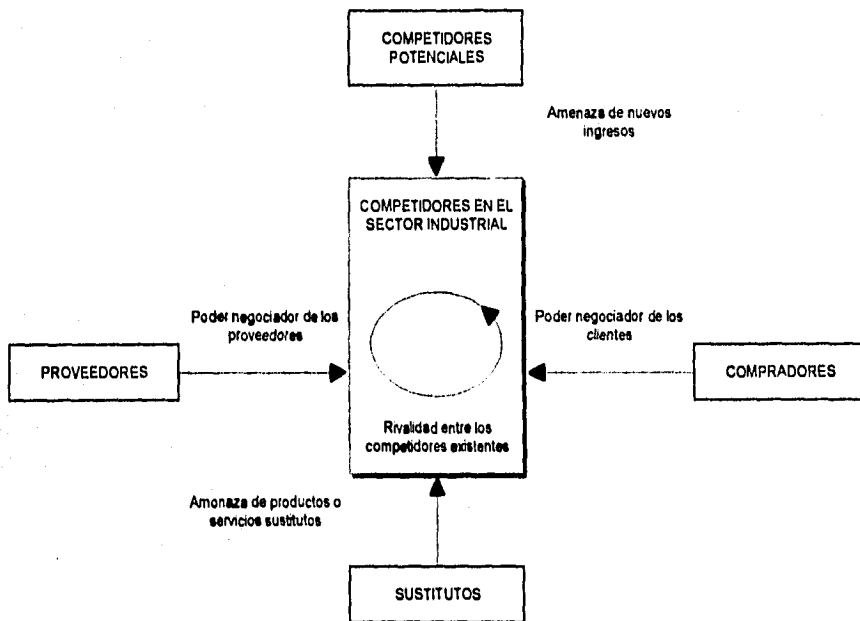 COMPETIDORES
POTENCIALES
Amenaza de nuevos
ingresos
COMPETIDORES EN EL
SECTOR INDUSTRIAL
Poder negociador de los
proveedores
Poder negociador de los
clientes
PROVEEDORES
COMPRADORES
Rivalidad entre los
competidores existentes
Amonaza de productos o
servicios sustitutos
SUSTITUTOS